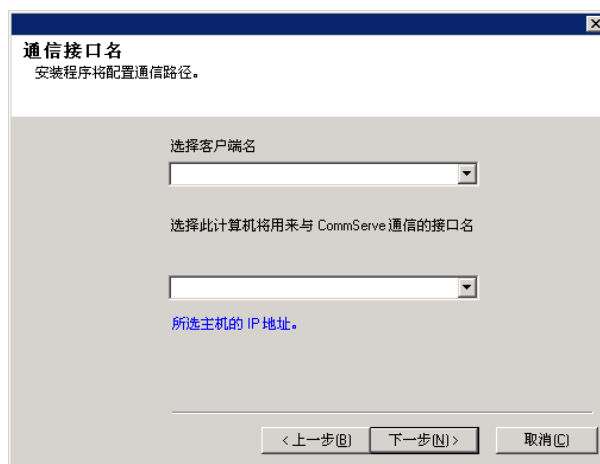 通信接口名
安装程序将配置通信路径。
选择客户端名
选择此计算机将用来与 CommServe 通信的接口名
所选主机的 IP 地址。
<上一步(B) 下一步(N)> 取消(C)